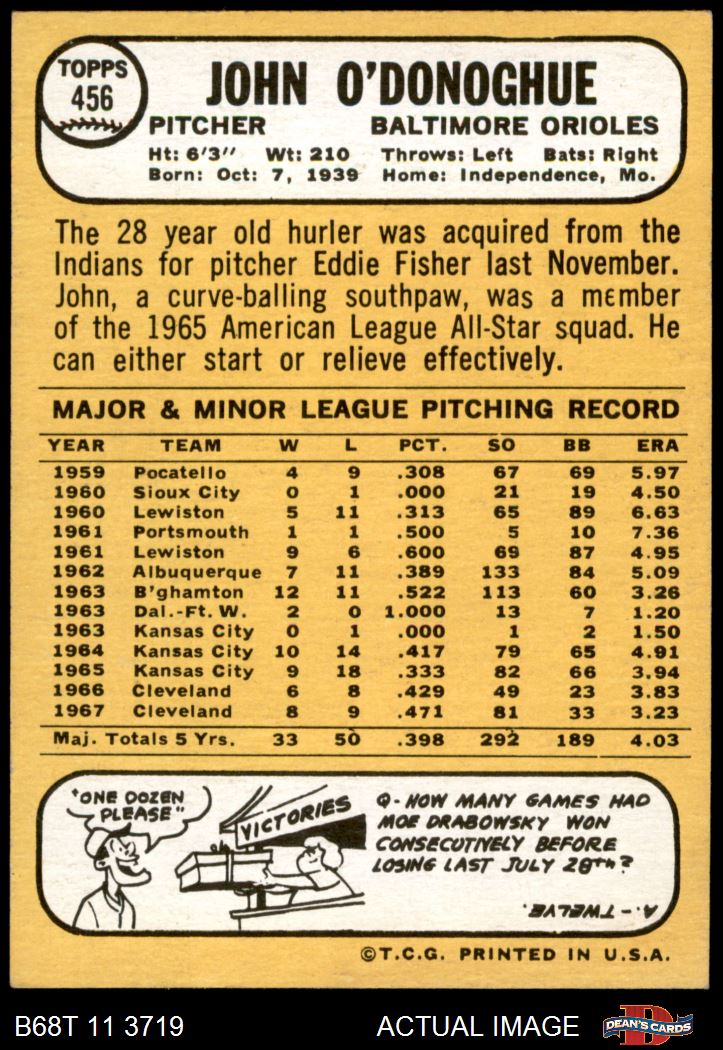 TOPPS
456
JOHN O'DONOGHUE
PITCHER BALTIMORE ORIOLES
Ht: 6'3" Wt: 210 Throws: Left Bats: Right
Born: Oct: 7, 1939 Home: Independence, Mo.
The 28 year old hurler was acquired from the
Indians for pitcher Eddie Fisher last November.
John, a curve-balling southpaw, was a member
of the 1965 American League All-Star squad. He
can either start or relieve effectively.
MAJOR & MINOR LEAGUE PITCHING RECORD
YEAR TEAM W L PCT. SO BB ERA
1959 Pocatello 4 9 .308 67 69 5.97
1960 Sioux City 0 1 .000 21 19 4.50
1960 Lewiston 5 11 .313 65 89 6.63
1961 Portsmouth 1 1 .500 5 10 7.36
1961 Lewiston 9 6 .600 69 87 4.95
1962 Albuquerque 7 11 .389 133 84 5.09
1963 B'ghamton 12 11 .522 113 60 3.26
1963 Dal.-Ft. W. 2 0 1.000 13 7 1.20
1963 Kansas City 0 1 .000 1 2 1.50
1964 Kansas City 10 14 .417 79 65 4.91
1965 Kansas City 9 18 .333 82 66 3.94
1966 Cleveland 6 8 .429 49 23 3.83
1967 Cleveland 8 9 .471 81 33 3.23
Maj. Totals 5 Yrs. 33 50 .398 292 189 4.03
"ONE DOZEN
PLEASE"
VICTORIES
Q- HOW MANY GAMES HAD
MOE DRABOWSKY WON
CONSECUTIVELY BEFORE
LOSING LAST JULY 28TH?
A-- TWELVE.
©T.C.G. PRINTED IN U.S.A.
B68T 11 3719 ACTUAL IMAGE
D
DEAN'S CARDS